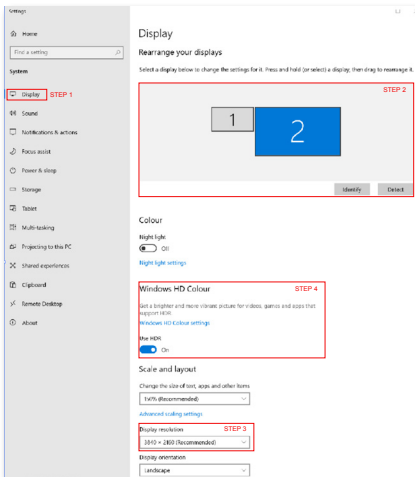 Settings
Home
Find a setting
System
Display STEP 1
Sound
Notifications & actions
Focus assist
Power & sleep
Storage
Tablet
Multi-tasking
Projecting to this PC
Shared experiences
Clipboard
Remote Desktop
About
Display
Rearrange your displays
Select a display below to change the settings for it. Press and hold (or select) a display, then drag to rearrange it.
STEP 2
1
2
Identify Detect
Colour
Night light
Off
Night light settings
Windows HD Colour STEP 4
Get a brighter and more vibrant picture for videos, games and apps that
support HDR.
Windows HD Colour settings
Use HDR
On
Scale and layout
Change the size of text, apps and other items
150% (Recommended)
Advanced scaling settings
Display resolution STEP 3
3840 × 2160 (Recommended)
Display orientation
Landscape